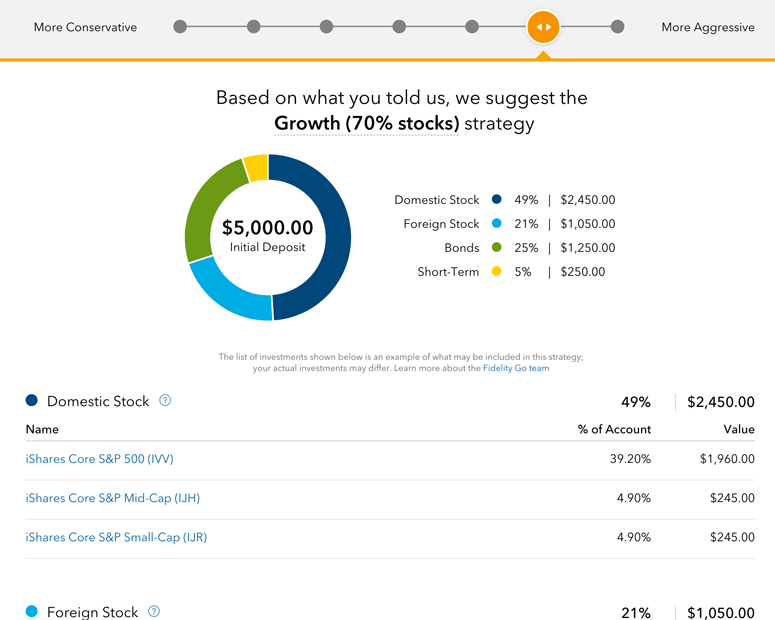 More Conservative
More Aggressive
Based on what you told us, we suggest the
Growth (70% stocks) strategy
$5,000.00
Initial Deposit
Domestic Stock 49% | $2,450.00
Foreign Stock 21% | $1,050.00
Bonds 25% | $1,250.00
Short-Term 5% | $250.00
The list of investments shown below is an example of what may be included in this strategy;
your actual investments may differ. Learn more about the Fidelity Go team
Domestic Stock ? 49% $2,450.00
Name % of Account Value
iShares Core S&P 500 (IVV) 39.20% $1,960.00
iShares Core S&P Mid-Cap (IJH) 4.90% $245.00
iShares Core S&P Small-Cap (IJR) 4.90% $245.00
Foreign Stock ? 21% $1,050.00